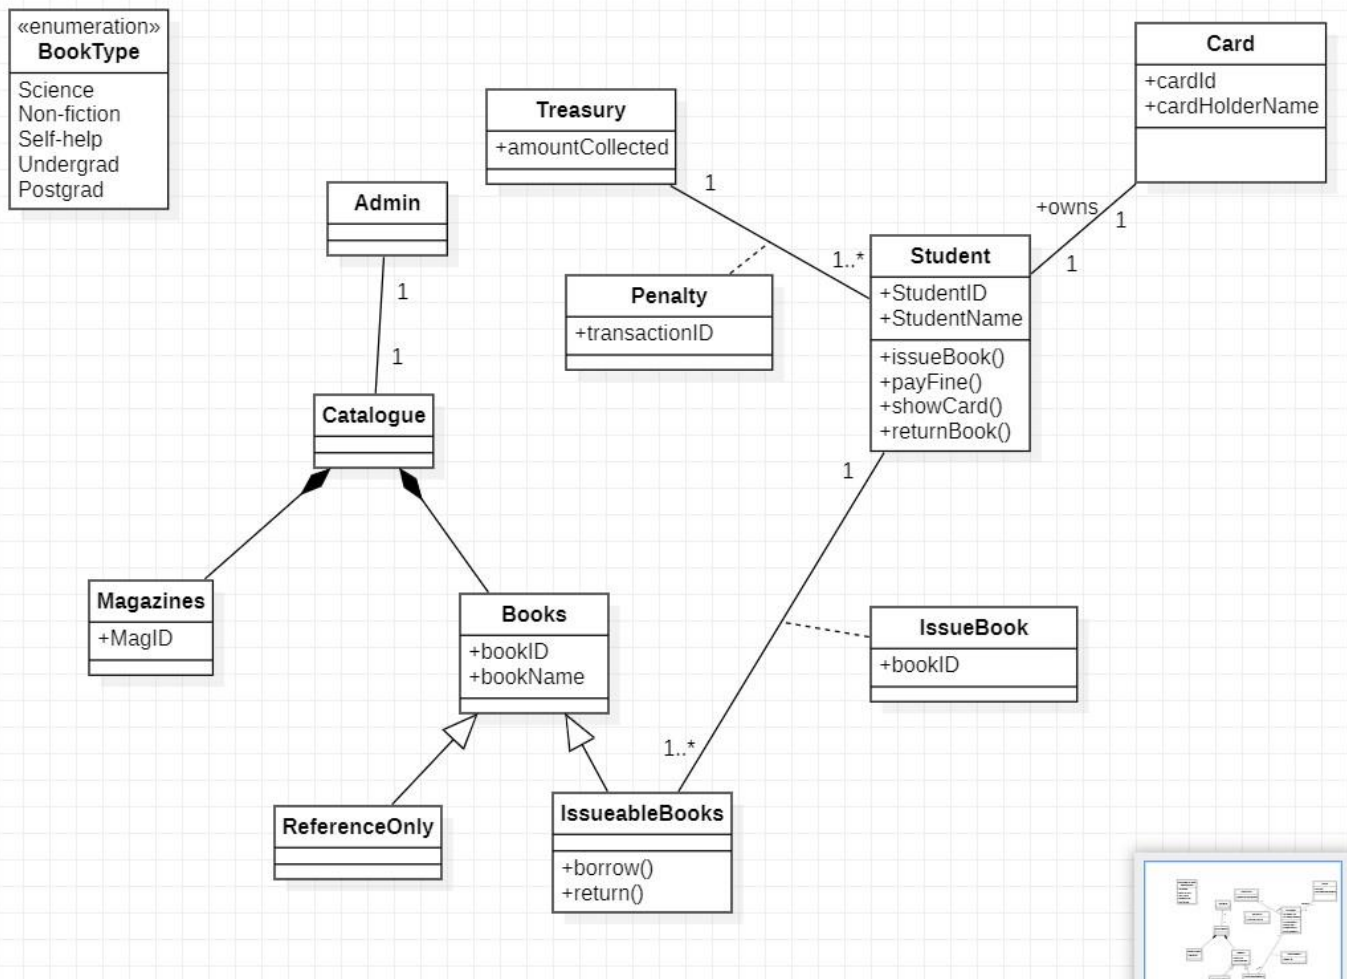 «enumeration»
BookType
Science
Non-fiction
Self-help
Undergrad
Postgrad
Card
+cardId
+cardHolderName
Treasury
+amountCollected
Admin
1
+owns
1
1
1..*
Student
+StudentID
+StudentName
+issueBook()
+payFine()
+showCard()
+returnBook()
Penalty
+transactionID
1
1
Catalogue
1
Magazines
+MagID
Books
+bookID
+bookName
IssueBook
+bookID
1..*
ReferenceOnly
IssueableBooks
+borrow()
+return()